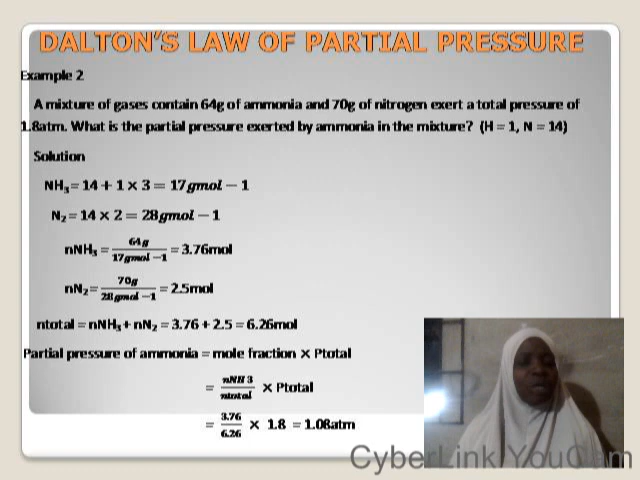 DALTON'S LAW OF PARTIAL PRESSURE
Example 2
A mixture of gases contain 64g of ammonia and 70g of nitrogen exert a total pressure of
1.8atm. What is the partial pressure exerted by ammonia in the mixture? (H = 1, N = 14)
Solution
NH₃ = 14 + 1 × 3 = 17gmol − 1
N₂ = 14 × 2 = 28gmol − 1
nNH₃ = 64g / 17gmol −1 = 3.76mol
nN₂ = 70g / 28gmol −1 = 2.5mol
ntotal = nNH₃ + nN₂ = 3.76 + 2.5 = 6.26mol
Partial pressure of ammonia = mole fraction × Ptotal
= nNH 3 / ntotal × Ptotal
= 3.76 / 6.26 × 1.8 = 1.08atm
CyberLink YouCam